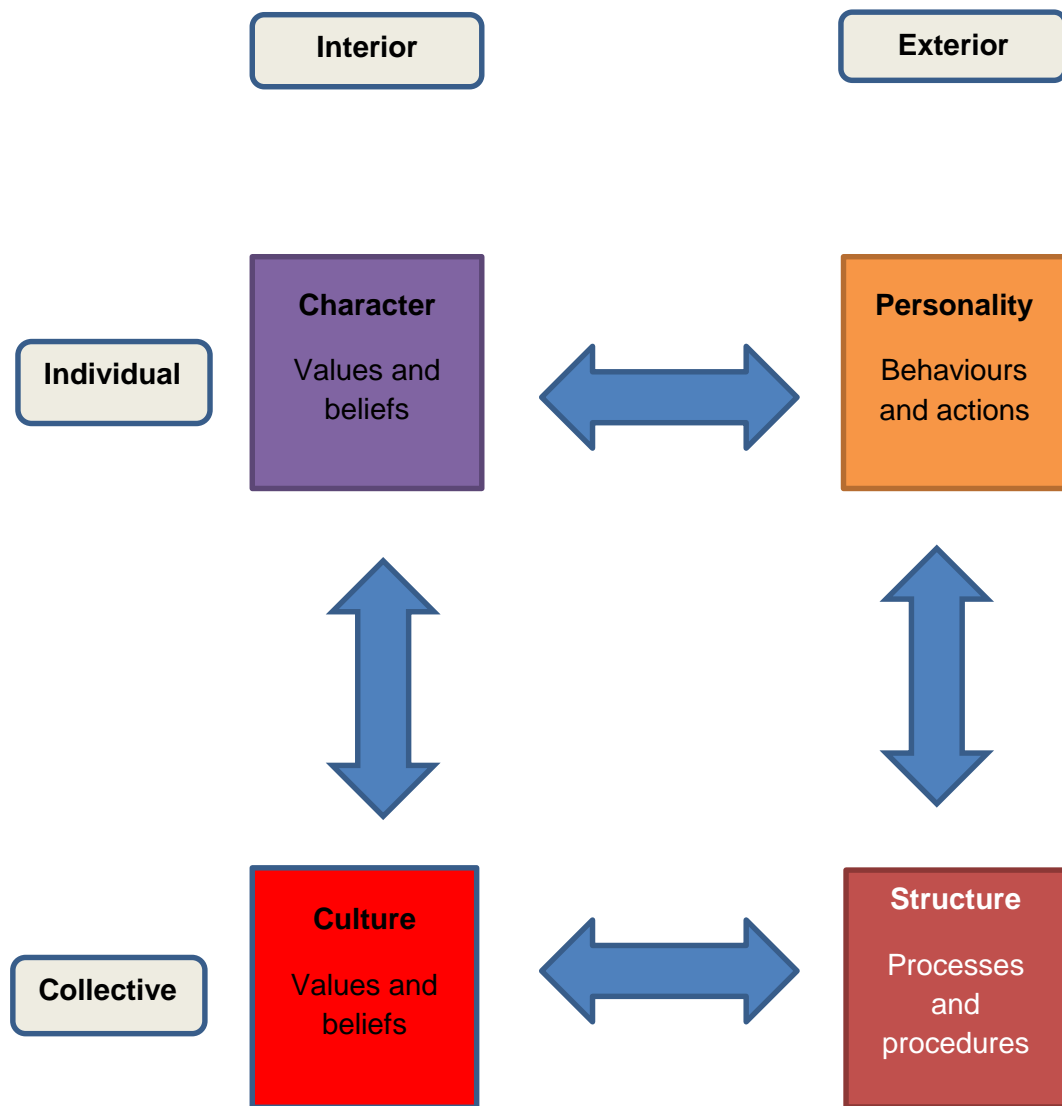 Interior
Exterior
Individual
Character
Values and
beliefs
Personality
Behaviours
and actions
Collective
Culture
Values and
beliefs
Structure
Processes
and
procedures